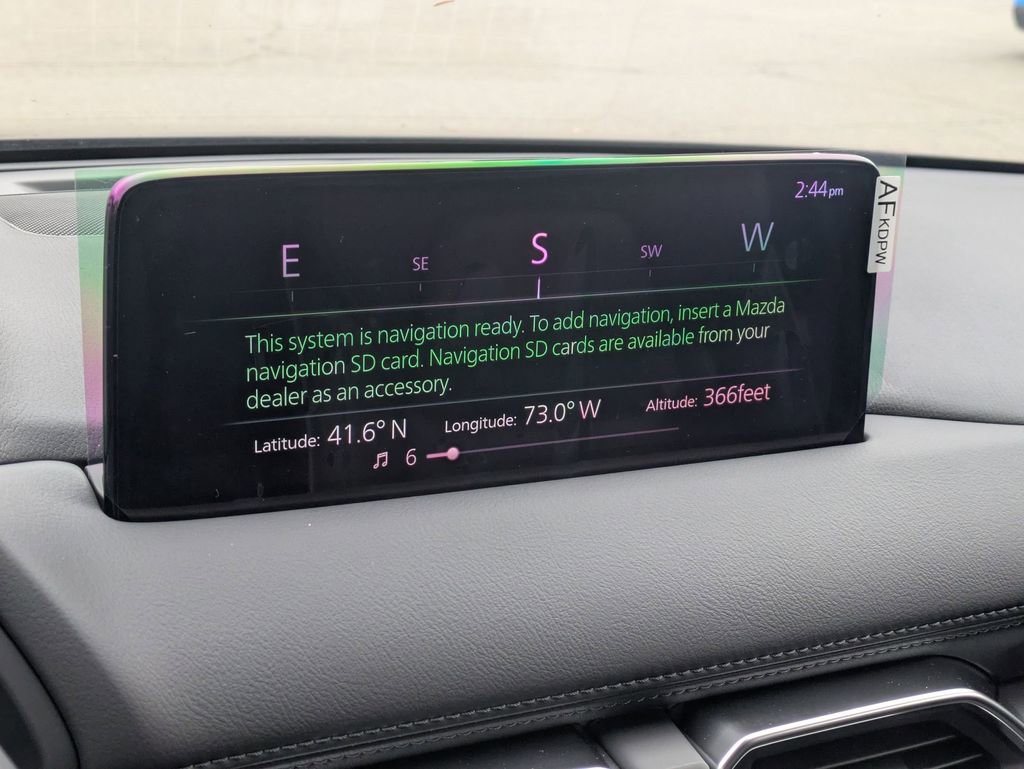 2:44pm
E SE S SW W
This system is navigation ready. To add navigation, insert a Mazda
navigation SD card. Navigation SD cards are available from your
dealer as an accessory.
Latitude: 41.6° N Longitude: 73.0° W Altitude: 366feet
6
AF KDPW